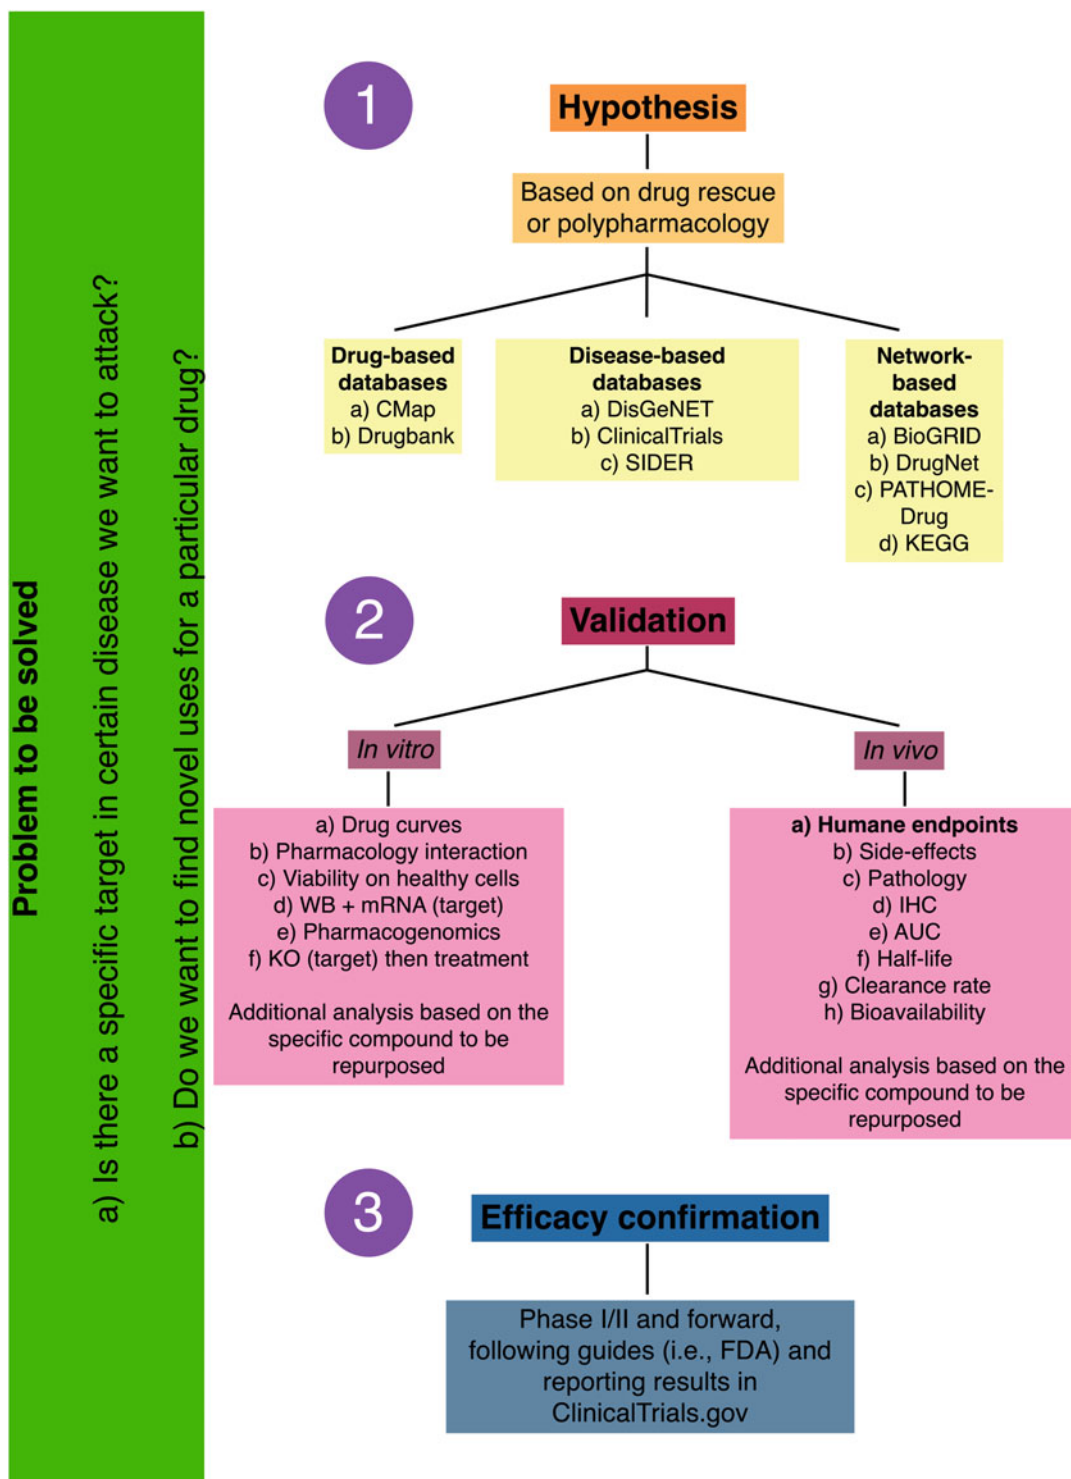 Problem to be solved
a) Is there a specific target in certain disease we want to attack?
b) Do we want to find novel uses for a particular drug?
1
Hypothesis
Based on drug rescue
or polypharmacology
Drug-based
databases
a) CMap
b) Drugbank
Disease-based
databases
a) DisGeNET
b) ClinicalTrials
c) SIDER
Network-
based
databases
a) BioGRID
b) DrugNet
c) PATHOME-
Drug
d) KEGG
2
Validation
In vitro
a) Drug curves
b) Pharmacology interaction
c) Viability on healthy cells
d) WB + mRNA (target)
e) Pharmacogenomics
f) KO (target) then treatment
Additional analysis based on the
specific compound to be
repurposed
In vivo
a) Humane endpoints
b) Side-effects
c) Pathology
d) IHC
e) AUC
f) Half-life
g) Clearance rate
h) Bioavailability
Additional analysis based on the
specific compound to be
repurposed
3
Efficacy confirmation
Phase I/II and forward,
following guides (i.e., FDA) and
reporting results in
ClinicalTrials.gov